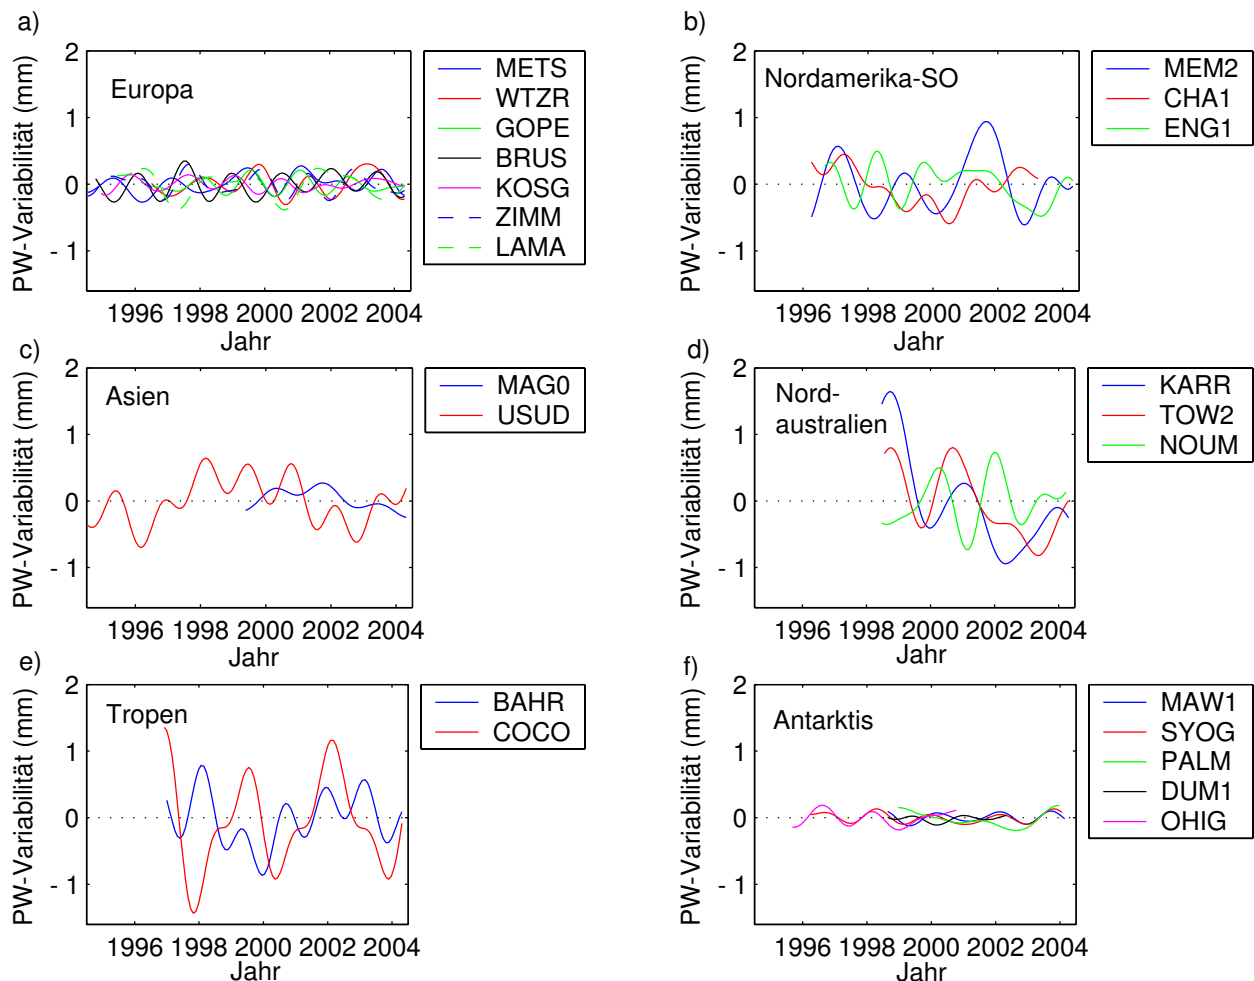 a)
PW-Variabilität (mm)
2
1
0
- 1
Europa
1996 1998 2000 2002 2004
Jahr
METS
WTZR
GOPE
BRUS
KOSG
ZIMM
LAMA
b)
PW-Variabilität (mm)
2
1
0
- 1
Nordamerika-SO
1996 1998 2000 2002 2004
Jahr
MEM2
CHA1
ENG1
c)
PW-Variabilität (mm)
2
1
0
- 1
Asien
1996 1998 2000 2002 2004
Jahr
MAG0
USUD
d)
PW-Variabilität (mm)
2
1
0
- 1
Nord-
australien
1996 1998 2000 2002 2004
Jahr
KARR
TOW2
NOUM
e)
PW-Variabilität (mm)
2
1
0
- 1
Tropen
1996 1998 2000 2002 2004
Jahr
BAHR
COCO
f)
PW-Variabilität (mm)
2
1
0
- 1
Antarktis
1996 1998 2000 2002 2004
Jahr
MAW1
SYOG
PALM
DUM1
OHIG